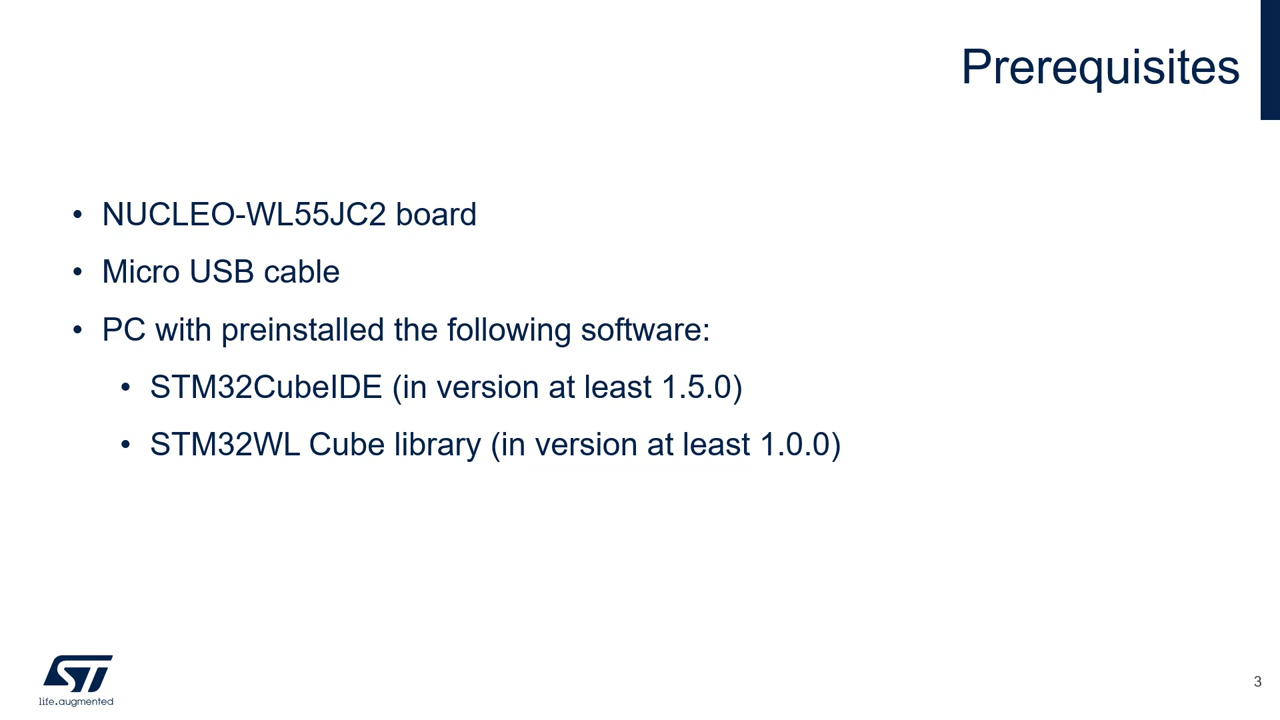 Prerequisites
• NUCLEO-WL55JC2 board
• Micro USB cable
• PC with preinstalled the following software:
• STM32CubeIDE (in version at least 1.5.0)
• STM32WL Cube library (in version at least 1.0.0)
ST
life.augmented
3